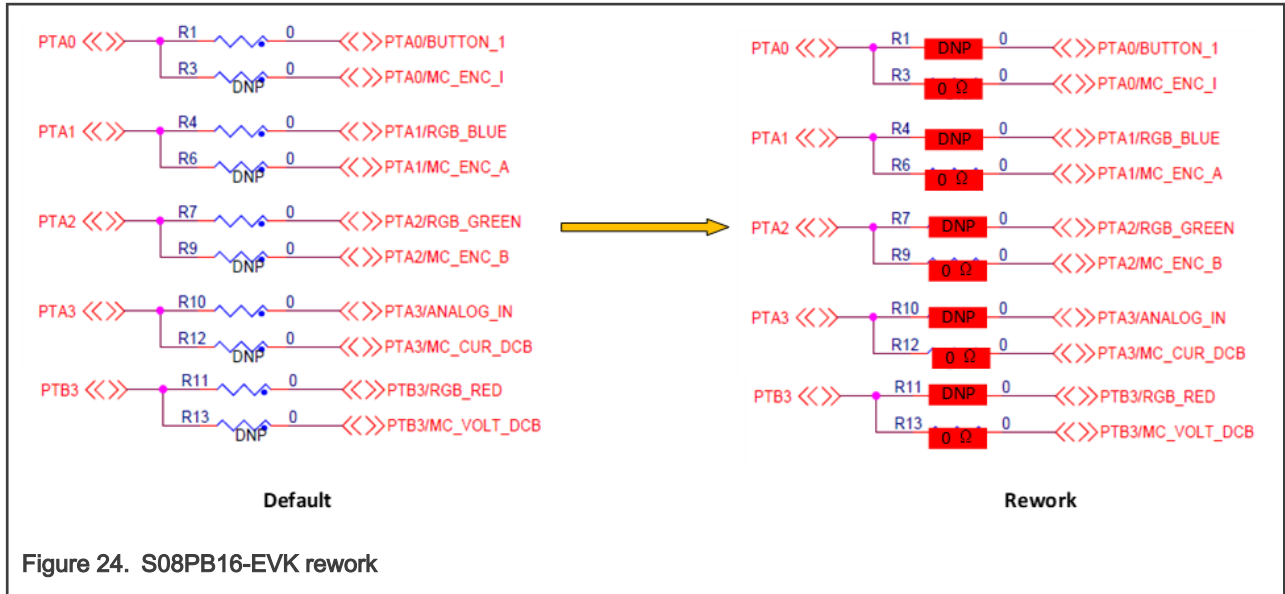 R1 0
PTA0 PTA0/BUTTON_1
R3 0
DNP PTA0/MC_ENC_I
R4 0
PTA1 PTA1/RGB_BLUE
R6 0
DNP PTA1/MC_ENC_A
R7 0
PTA2 PTA2/RGB_GREEN
R9 0
DNP PTA2/MC_ENC_B
R10 0
PTA3 PTA3/ANALOG_IN
R12 0
DNP PTA3/MC_CUR_DCB
R11 0
PTB3 PTB3/RGB_RED
R13 0
DNP PTB3/MC_VOLT_DCB
Default
R1 DNP 0
PTA0 PTA0/BUTTON_1
R3 0 Ω 0
PTA0/MC_ENC_I
R4 DNP 0
PTA1 PTA1/RGB_BLUE
R6 0 Ω 0
PTA1/MC_ENC_A
R7 DNP 0
PTA2 PTA2/RGB_GREEN
R9 0 Ω 0
PTA2/MC_ENC_B
R10 DNP 0
PTA3 PTA3/ANALOG_IN
R12 0 Ω 0
PTA3/MC_CUR_DCB
R11 DNP 0
PTB3 PTB3/RGB_RED
R13 0 Ω 0
PTB3/MC_VOLT_DCB
Rework
Figure 24. S08PB16-EVK rework